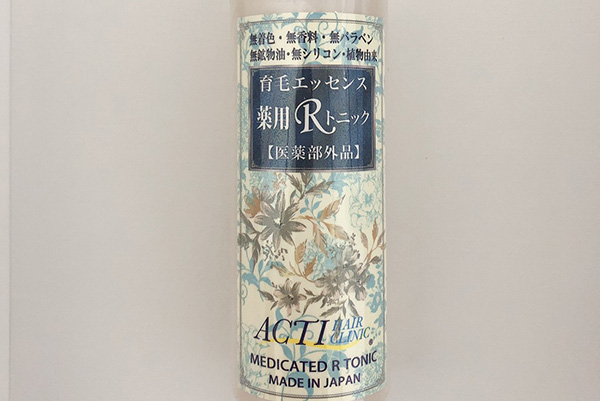 無着色・無香料・無パラベン
無鉱物油・無シリコン・植物由来
育毛エッセンス
薬用Rトニック
【医薬部外品】
ACTI HAIR CLINIC®
MEDICATED R TONIC
MADE IN JAPAN